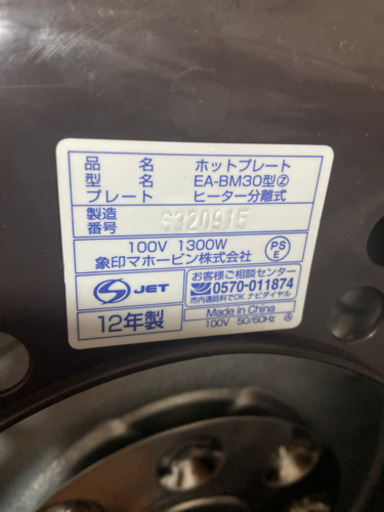 品名 ホットプレート
型名 EA-BM30型Ⓩ
プレート ヒーター分離式
製造番号 6320915
100V 1300W
象印マホービン株式会社
PSE
JET
お客様ご相談センター
0570-011874
市内通話料でOK ナビダイヤル
12年製
Made in China
100V 50/60Hz Ⓐ